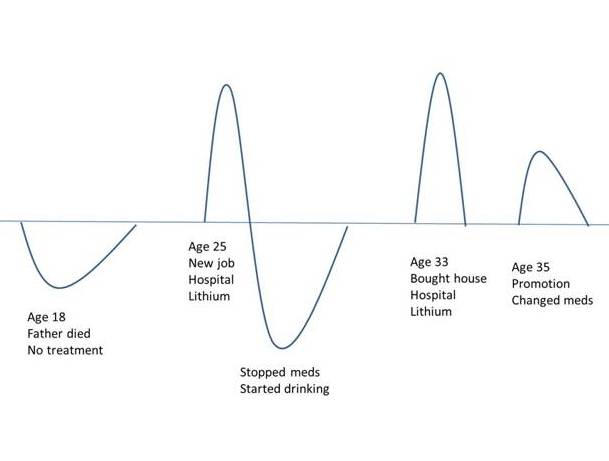 Age 18
Father died
No treatment
Age 25
New job
Hospital
Lithium
Stopped meds
Started drinking
Age 33
Bought house
Hospital
Lithium
Age 35
Promotion
Changed meds